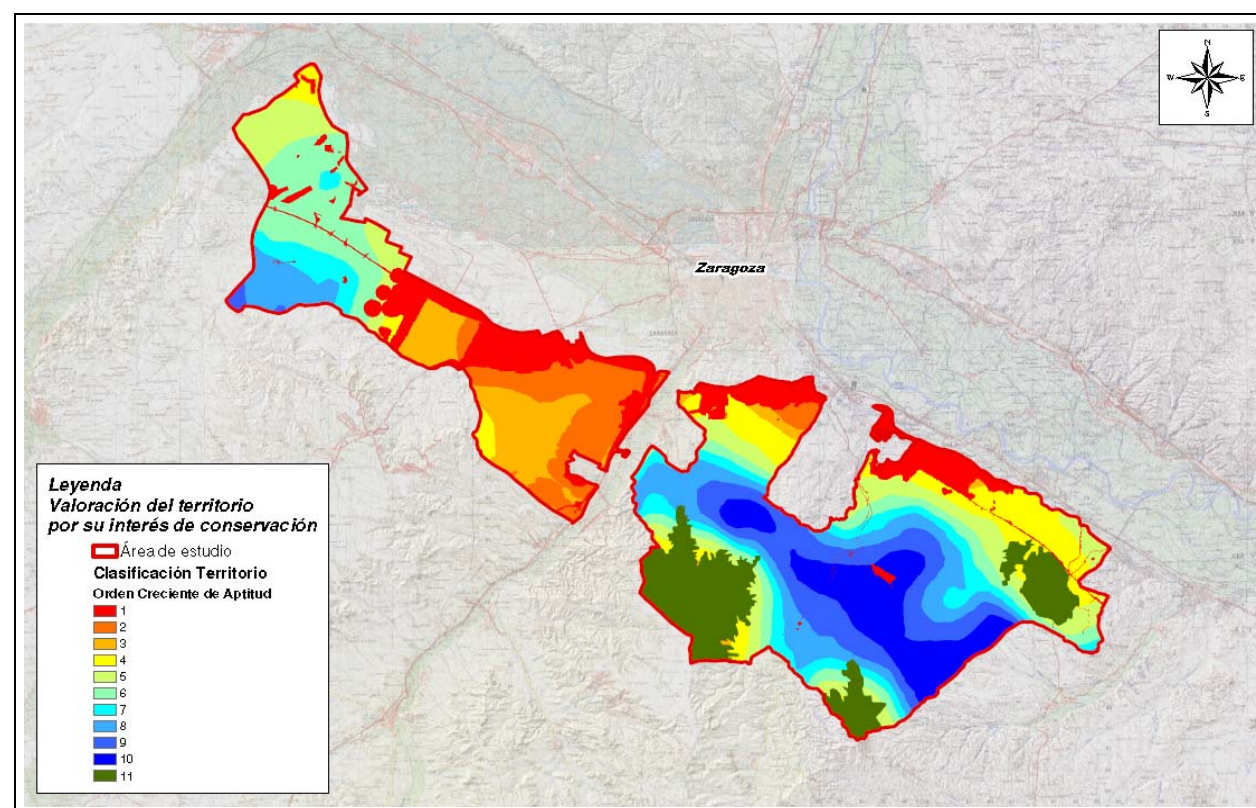 N
W
E
S
Zaragoza
Leyenda
Valoración del territorio
por su interés de conservación
Área de estudio
Clasificación Territorio
Orden Creciente de Aptitud
1
2
3
4
5
6
7
8
9
10
11